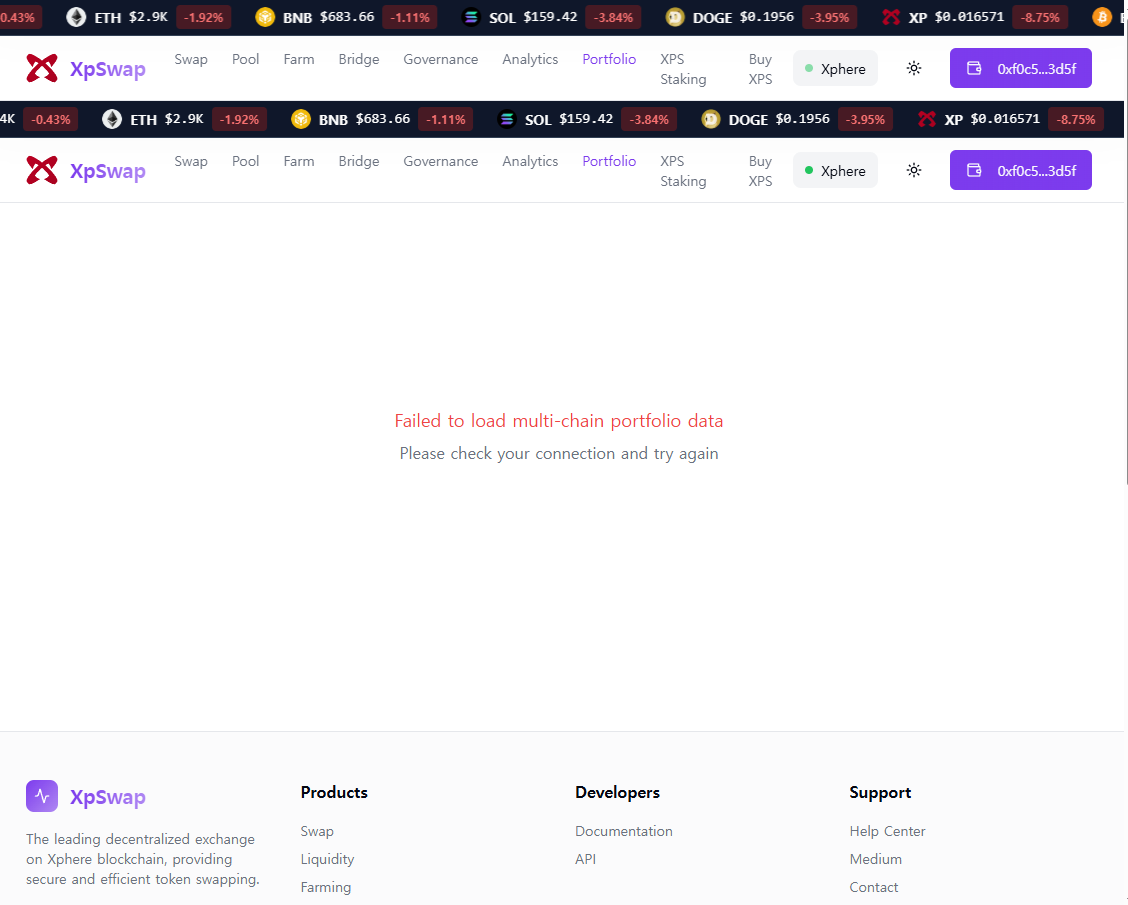 0.43% ETH $2.9K -1.92% BNB $683.66 -1.11% SOL $159.42 -3.84% DOGE $0.1956 -3.95% XP $0.016571 -8.75%
XpSwap Swap Pool Farm Bridge Governance Analytics Portfolio XPS Staking Buy XPS Xphere 0xf0c5...3d5f
4K -0.43% ETH $2.9K -1.92% BNB $683.66 -1.11% SOL $159.42 -3.84% DOGE $0.1956 -3.95% XP $0.016571 -8.75%
XpSwap Swap Pool Farm Bridge Governance Analytics Portfolio XPS Staking Buy XPS Xphere 0xf0c5...3d5f
Failed to load multi-chain portfolio data
Please check your connection and try again
XpSwap
The leading decentralized exchange
on Xphere blockchain, providing
secure and efficient token swapping.
Products
Swap
Liquidity
Farming
Developers
Documentation
API
Support
Help Center
Medium
Contact